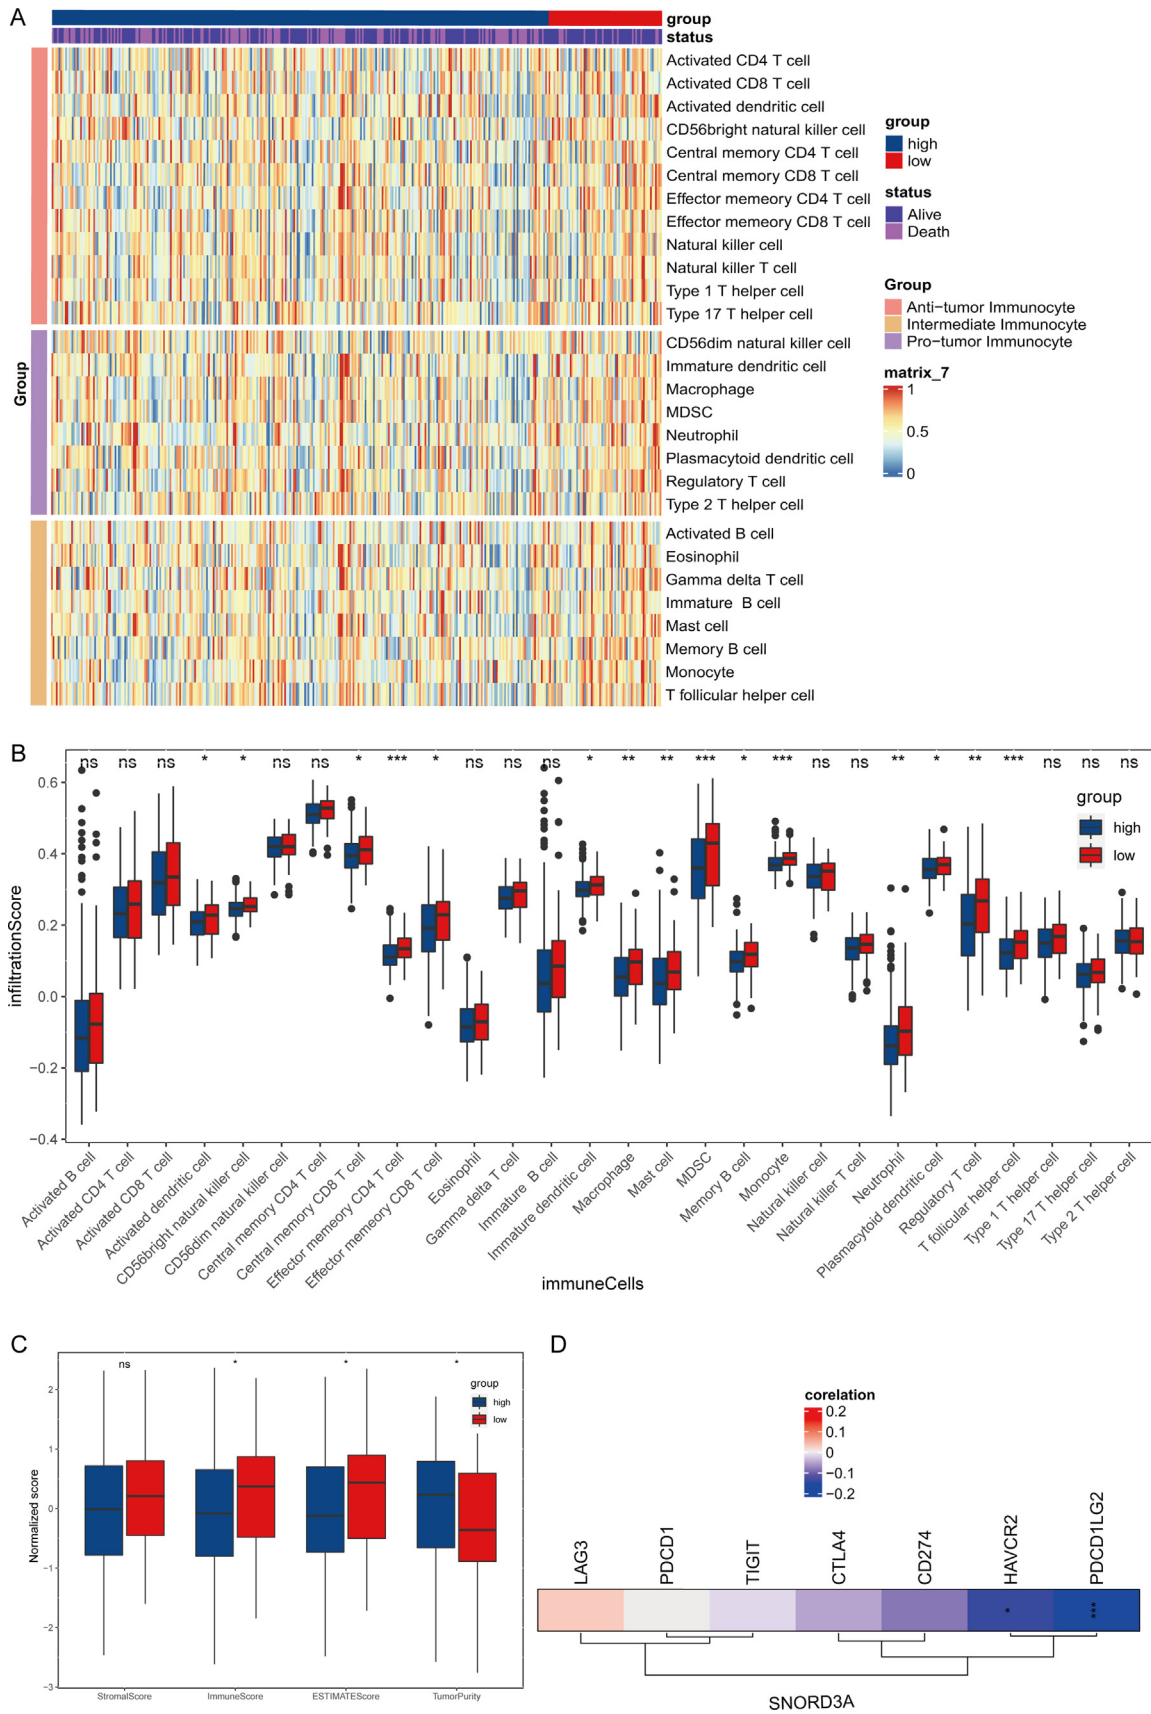 A
group
status
Activated CD4 T cell
Activated CD8 T cell
Activated dendritic cell
CD56bright natural killer cell
Central memory CD4 T cell
Central memory CD8 T cell
Effector memeory CD4 T cell
Effector memeory CD8 T cell
Natural killer cell
Natural killer T cell
Type 1 T helper cell
Type 17 T helper cell
CD56dim natural killer cell
Immature dendritic cell
Macrophage
MDSC
Neutrophil
Plasmacytoid dendritic cell
Regulatory T cell
Type 2 T helper cell
Activated B cell
Eosinophil
Gamma delta T cell
Immature B cell
Mast cell
Memory B cell
Monocyte
T follicular helper cell
Group
group
high
low
status
Alive
Death
Group
Anti-tumor Immunocyte
Intermediate Immunocyte
Pro-tumor Immunocyte
matrix_7
1
0.5
0
B
ns ns ns * * ns ns * *** * ns ns ns * ** ** *** * *** ns ns ** * ** *** ns ns ns
0.6
0.4
0.2
0.0
−0.2
−0.4
infiltrationScore
group
high
low
Activated B cell
Activated CD4 T cell
Activated CD8 T cell
Activated dendritic cell
CD56bright natural killer cell
CD56dim natural killer cell
Central memory CD4 T cell
Central memory CD8 T cell
Effector memory CD4 T cell
Effector memory CD8 T cell
Eosinophil
Gamma delta T cell
Immature B cell
Immature dendritic cell
Macrophage
Mast cell
MDSC
Memory B cell
Monocyte
Natural killer cell
Natural killer T cell
Neutrophil
Plasmacytoid dendritic cell
Regulatory T cell
T follicular helper cell
Type 1 T helper cell
Type 17 T helper cell
Type 2 T helper cell
immuneCells
C
ns * * *
group
high
low
2
1
0
−1
−2
−3
Normalized score
StromalScore ImmuneScore ESTIMATEScore TumorPurity
D
corelation
0.2
0.1
0
−0.1
−0.2
LAG3
PDCD1
TIGIT
CTLA4
CD274
HAVCR2
PDCD1LG2
* ***
SNORD3A